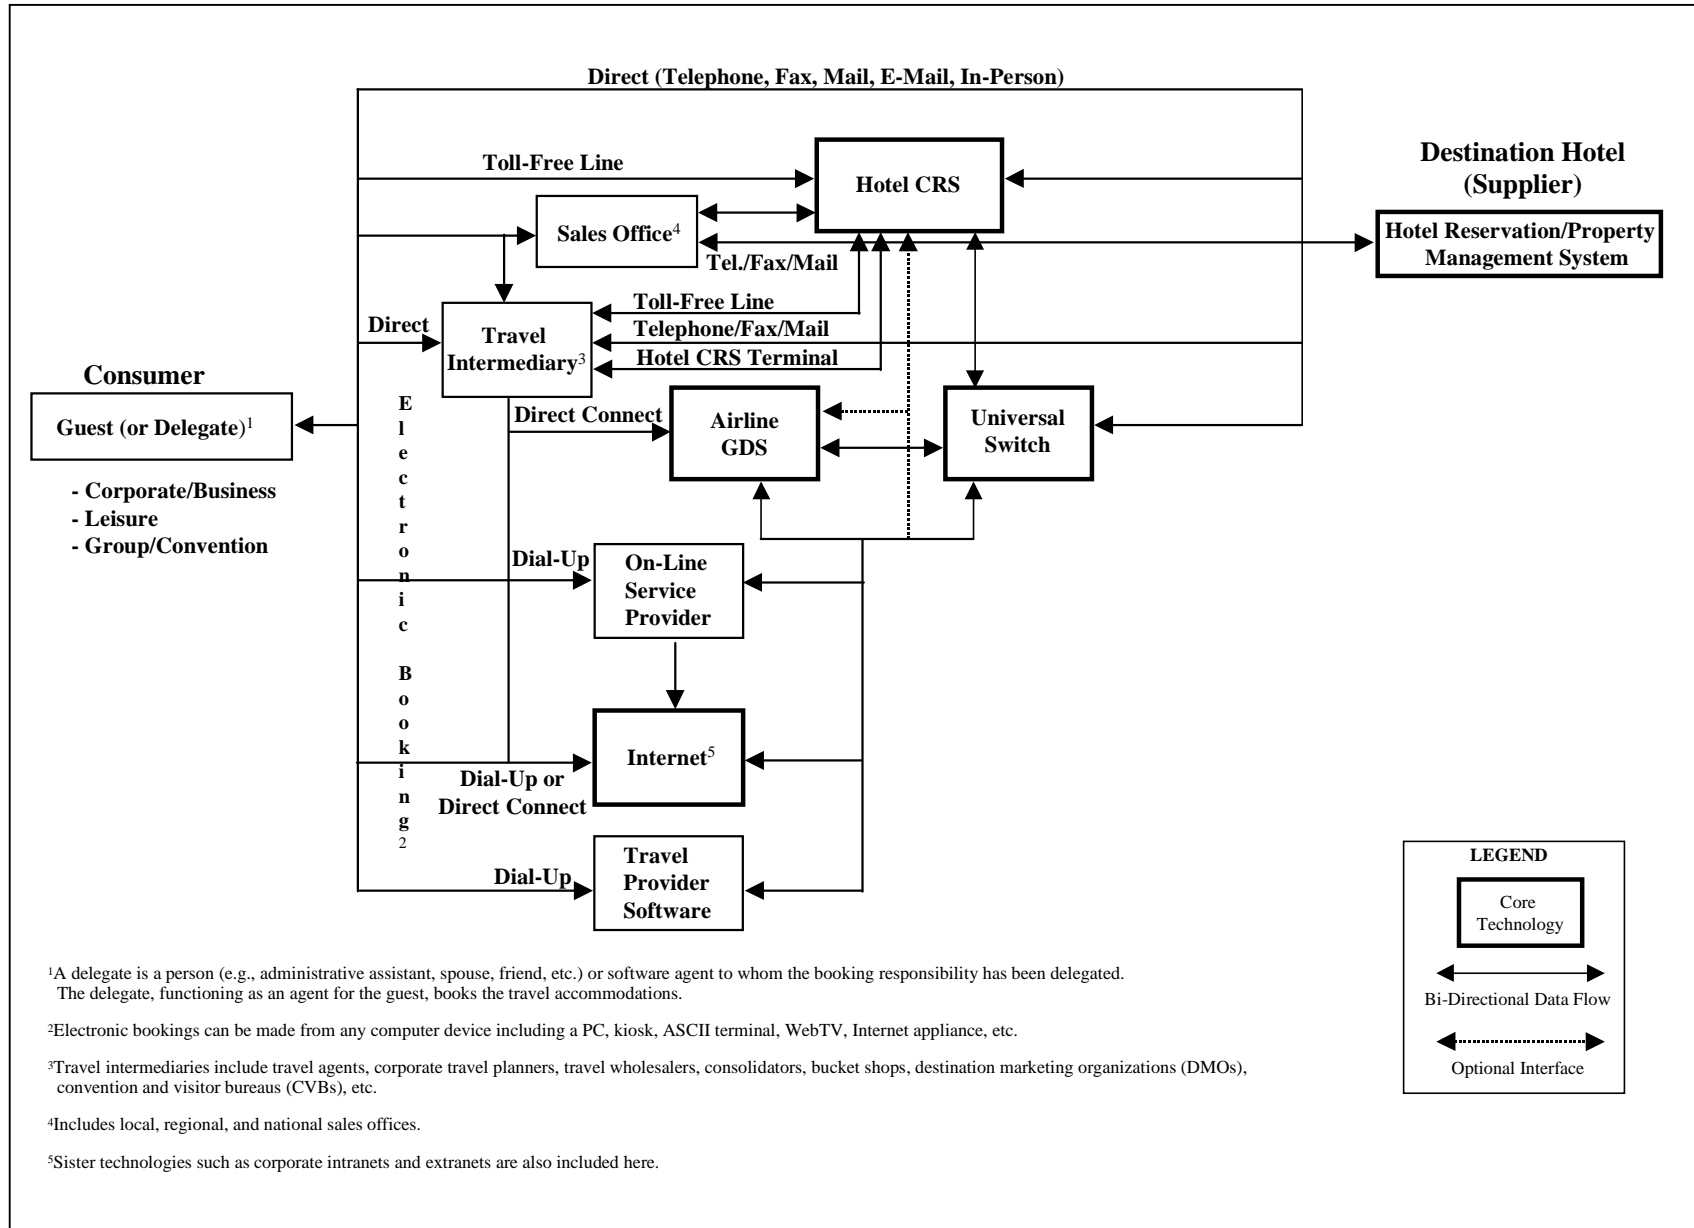 Direct (Telephone, Fax, Mail, E-Mail, In-Person)
Toll-Free Line
Hotel CRS
Destination Hotel
(Supplier)
Sales Office⁴
Hotel Reservation/Property
Management System
Tel./Fax/Mail
Toll-Free Line
Direct
Travel
Intermediary³
Telephone/Fax/Mail
Hotel CRS Terminal
Consumer
Guest (or Delegate)¹
- Corporate/Business
- Leisure
- Group/Convention
Electronic Booking²
Direct Connect
Airline
GDS
Universal
Switch
Dial-Up
On-Line
Service
Provider
Internet⁵
Dial-Up or
Direct Connect
Dial-Up
Travel
Provider
Software
LEGEND
Core
Technology
Bi-Directional Data Flow
Optional Interface
¹A delegate is a person (e.g., administrative assistant, spouse, friend, etc.) or software agent to whom the booking responsibility has been delegated.
The delegate, functioning as an agent for the guest, books the travel accommodations.
²Electronic bookings can be made from any computer device including a PC, kiosk, ASCII terminal, WebTV, Internet appliance, etc.
³Travel intermediaries include travel agents, corporate travel planners, travel wholesalers, consolidators, bucket shops, destination marketing organizations (DMOs),
convention and visitor bureaus (CVBs), etc.
⁴Includes local, regional, and national sales offices.
⁵Sister technologies such as corporate intranets and extranets are also included here.